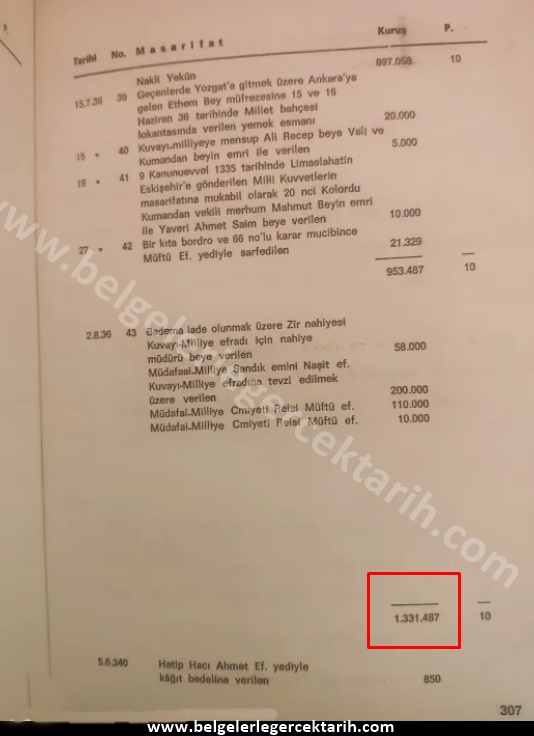 Tarihi No. Masarifat Kuruş P.
Nakli Yekûn 897.058 10
15.7.36 39 Geçenlerde Yozgat'a gitmek üzere Ankara'ya
gelen Ethem Bey müfrezesine 15 ve 16
Haziran 36 tarihinde Millet bahçesi
lokantasında verilen yemek esmanı 20.000
15 » 40 Kuvayı-milliyeye mensup Ali Recep beye Vali ve
Kumandan beyin emri ile verilen 5.000
19 » 41 9 Kanunuevvel 1335 tarihinde Limaslahatin
Eskişehir'e gönderilen Milli Kuvvetlerin
masarifatına mukabil olarak 20 nci Kolordu
Kumandan vekili merhum Mahmut Beyin emri
ile Yaveri Ahmet Saim beye verilen 10.000
27 » 42 Bir kıta bordro ve 66 no'lu karar mucibince
Müftü Ef. yediyle sarfedilen 21.329
953.487 10
2.8.36 43 Badema iade olunmak üzere Zir nahiyesi
Kuvayı-Milliye efradı için nahiye
müdürü beye verilen 58.000
Müdafaai-Milliye Sandık emini Naşit ef.
Kuvayı-Milliye efradına tevzi edilmek
üzere verilen 200.000
Müdafai-Milliye Cmiyeti Reisi Müftü ef. 110.000
Müdafai-Milliye Cmiyeti Reisi Müftü ef. 10.000
1.331.487 10
5.6.340 Hatip Hacı Ahmet Ef. yediyle
kâğıt bedeline verilen 850
307
www.belgelerlegercektarih.com
www.belgelerlegercektarih.com